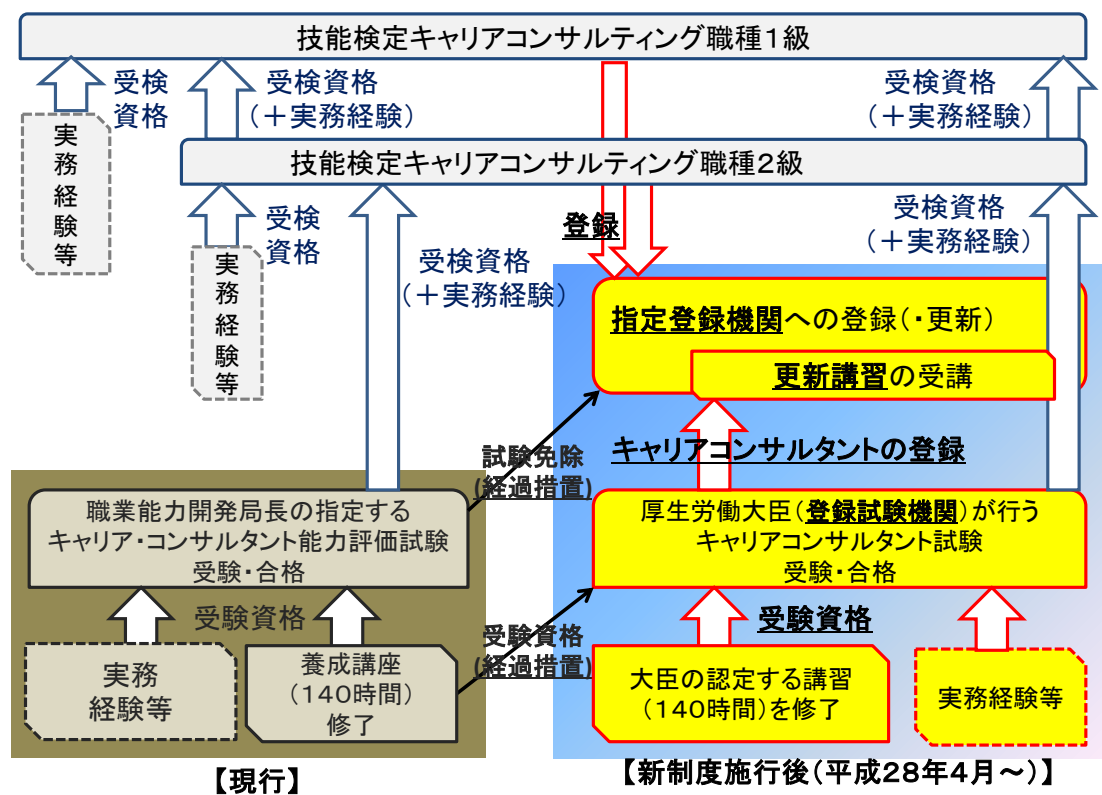 技能検定キャリアコンサルティング職種1級
受検
資格
受検資格
（＋実務経験）
受検資格
（＋実務経験）
実
務
経
験
等
技能検定キャリアコンサルティング職種2級
受検
資格
実
務
経
験
等
受検資格
（＋実務経験）
登録
受検資格
（＋実務経験）
指定登録機関への登録（・更新）
更新講習の受講
キャリアコンサルタントの登録
試験免除
(経過措置)
職業能力開発局長の指定する
キャリア・コンサルタント能力評価試験
受験・合格
厚生労働大臣（登録試験機関）が行う
キャリアコンサルタント試験
受験・合格
受験資格
受験資格
(経過措置)
受験資格
実務
経験等
養成講座
（140時間）
修了
大臣の認定する講習
（140時間）を修了
実務経験等
【現行】
【新制度施行後（平成28年4月～）】